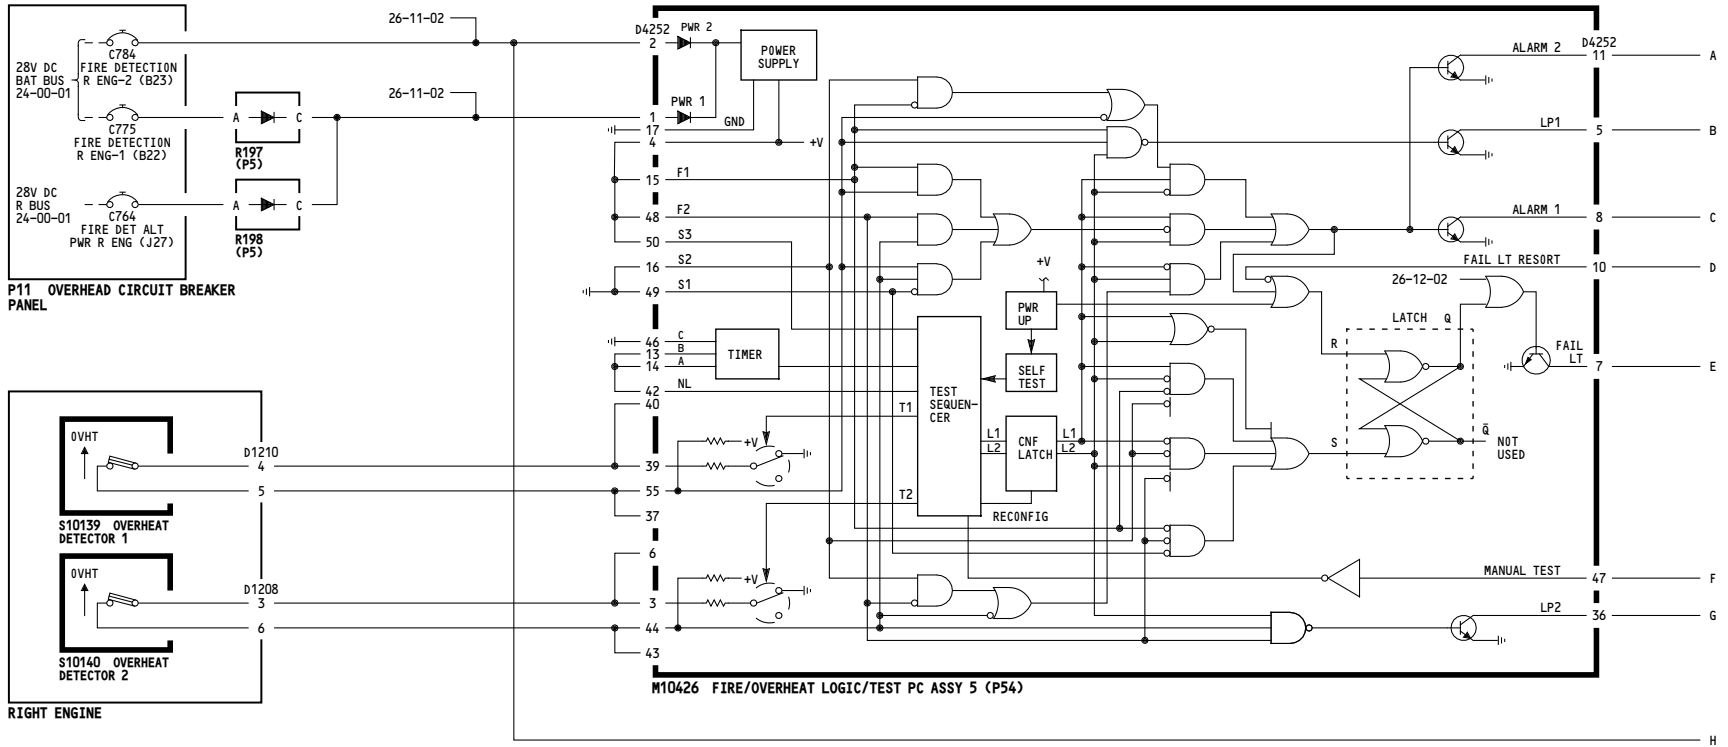 26-11-02
C784
FIRE DETECTION
R ENG-2 (B23)
28V DC
BAT BUS
24-00-01
C775
FIRE DETECTION
R ENG-1 (B22)
26-11-02
A C
R197
(P5)
28V DC
R BUS
24-00-01
C764
FIRE DET ALT
PWR R ENG (J27)
A C
R198
(P5)
P11 OVERHEAD CIRCUIT BREAKER
PANEL
OVHT
D1210
4
5
S10139 OVERHEAT
DETECTOR 1
OVHT
D1208
3
6
S10140 OVERHEAT
DETECTOR 2
RIGHT ENGINE
D4252
2 PWR 2
POWER
SUPPLY
1 PWR 1
17 GND
4 +V
15 F1
48 F2
50 S3
16 S2
49 S1
46 C
13 B
14 A
TIMER
42 NL
40
39
55
37
6
3
44
43
+V
+V
T1
T2
TEST
SEQUEN-
CER
+V
PWR
UP
SELF
TEST
L1
L2
CNF
LATCH
L1
L2
RECONFIG
LATCH Q
R
S
Q̄
NOT
USED
26-12-02
D4252
ALARM 2 11 A
LP1 5 B
ALARM 1 8 C
FAIL LT RESORT 10 D
FAIL
LT
7 E
MANUAL TEST 47 F
LP2 36 G
H
M10426 FIRE/OVERHEAT LOGIC/TEST PC ASSY 5 (P54)